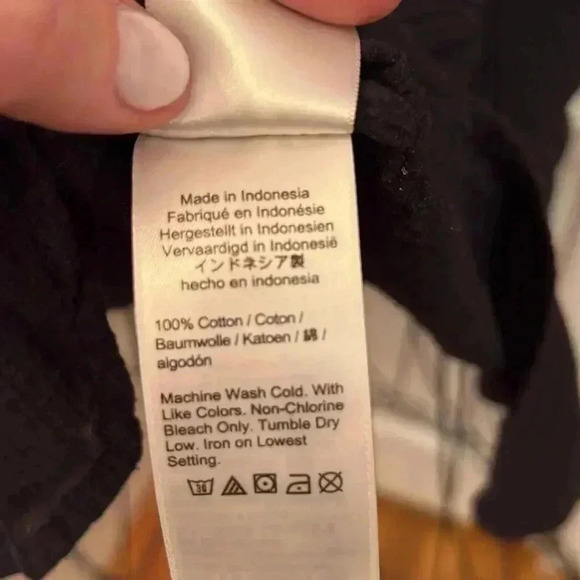 Made in Indonesia
Fabriqué en Indonésie
Hergestellt in Indonesien
Vervaardigd in Indonesië
インドネシア製
hecho en indonesia
100% Cotton / Coton /
Baumwolle / Katoen / 綿 /
algodón
Machine Wash Cold. With
Like Colors. Non-Chlorine
Bleach Only. Tumble Dry
Low. Iron on Lowest
Setting.
30